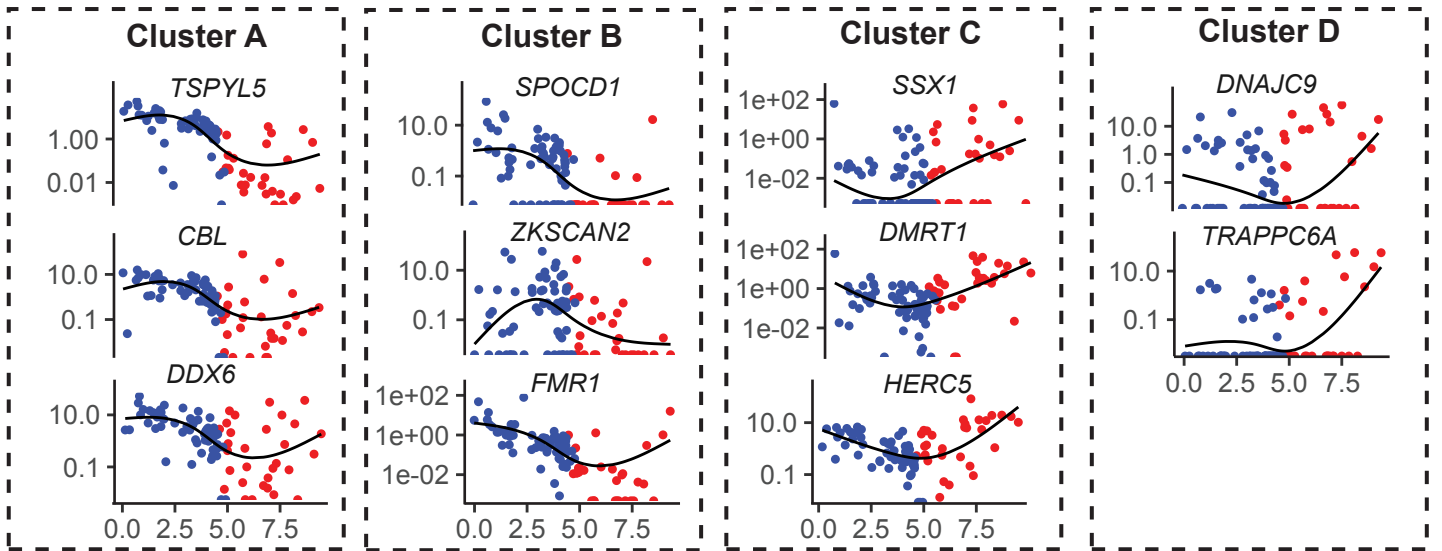 Cluster A
TSPYL5
1.00
0.01
CBL
10.0
0.1
DDX6
10.0
0.1
0.0 2.5 5.0 7.5
Cluster B
SPOCD1
10.0
0.1
ZKSCAN2
10.0
0.1
FMR1
1e+02
1e+00
1e-02
0.0 2.5 5.0 7.5
Cluster C
SSX1
1e+02
1e+00
1e-02
DMRT1
1e+02
1e+00
1e-02
HERC5
10.0
0.1
0.0 2.5 5.0 7.5
Cluster D
DNAJC9
10.0
1.0
0.1
TRAPPC6A
10.0
0.1
0.0 2.5 5.0 7.5